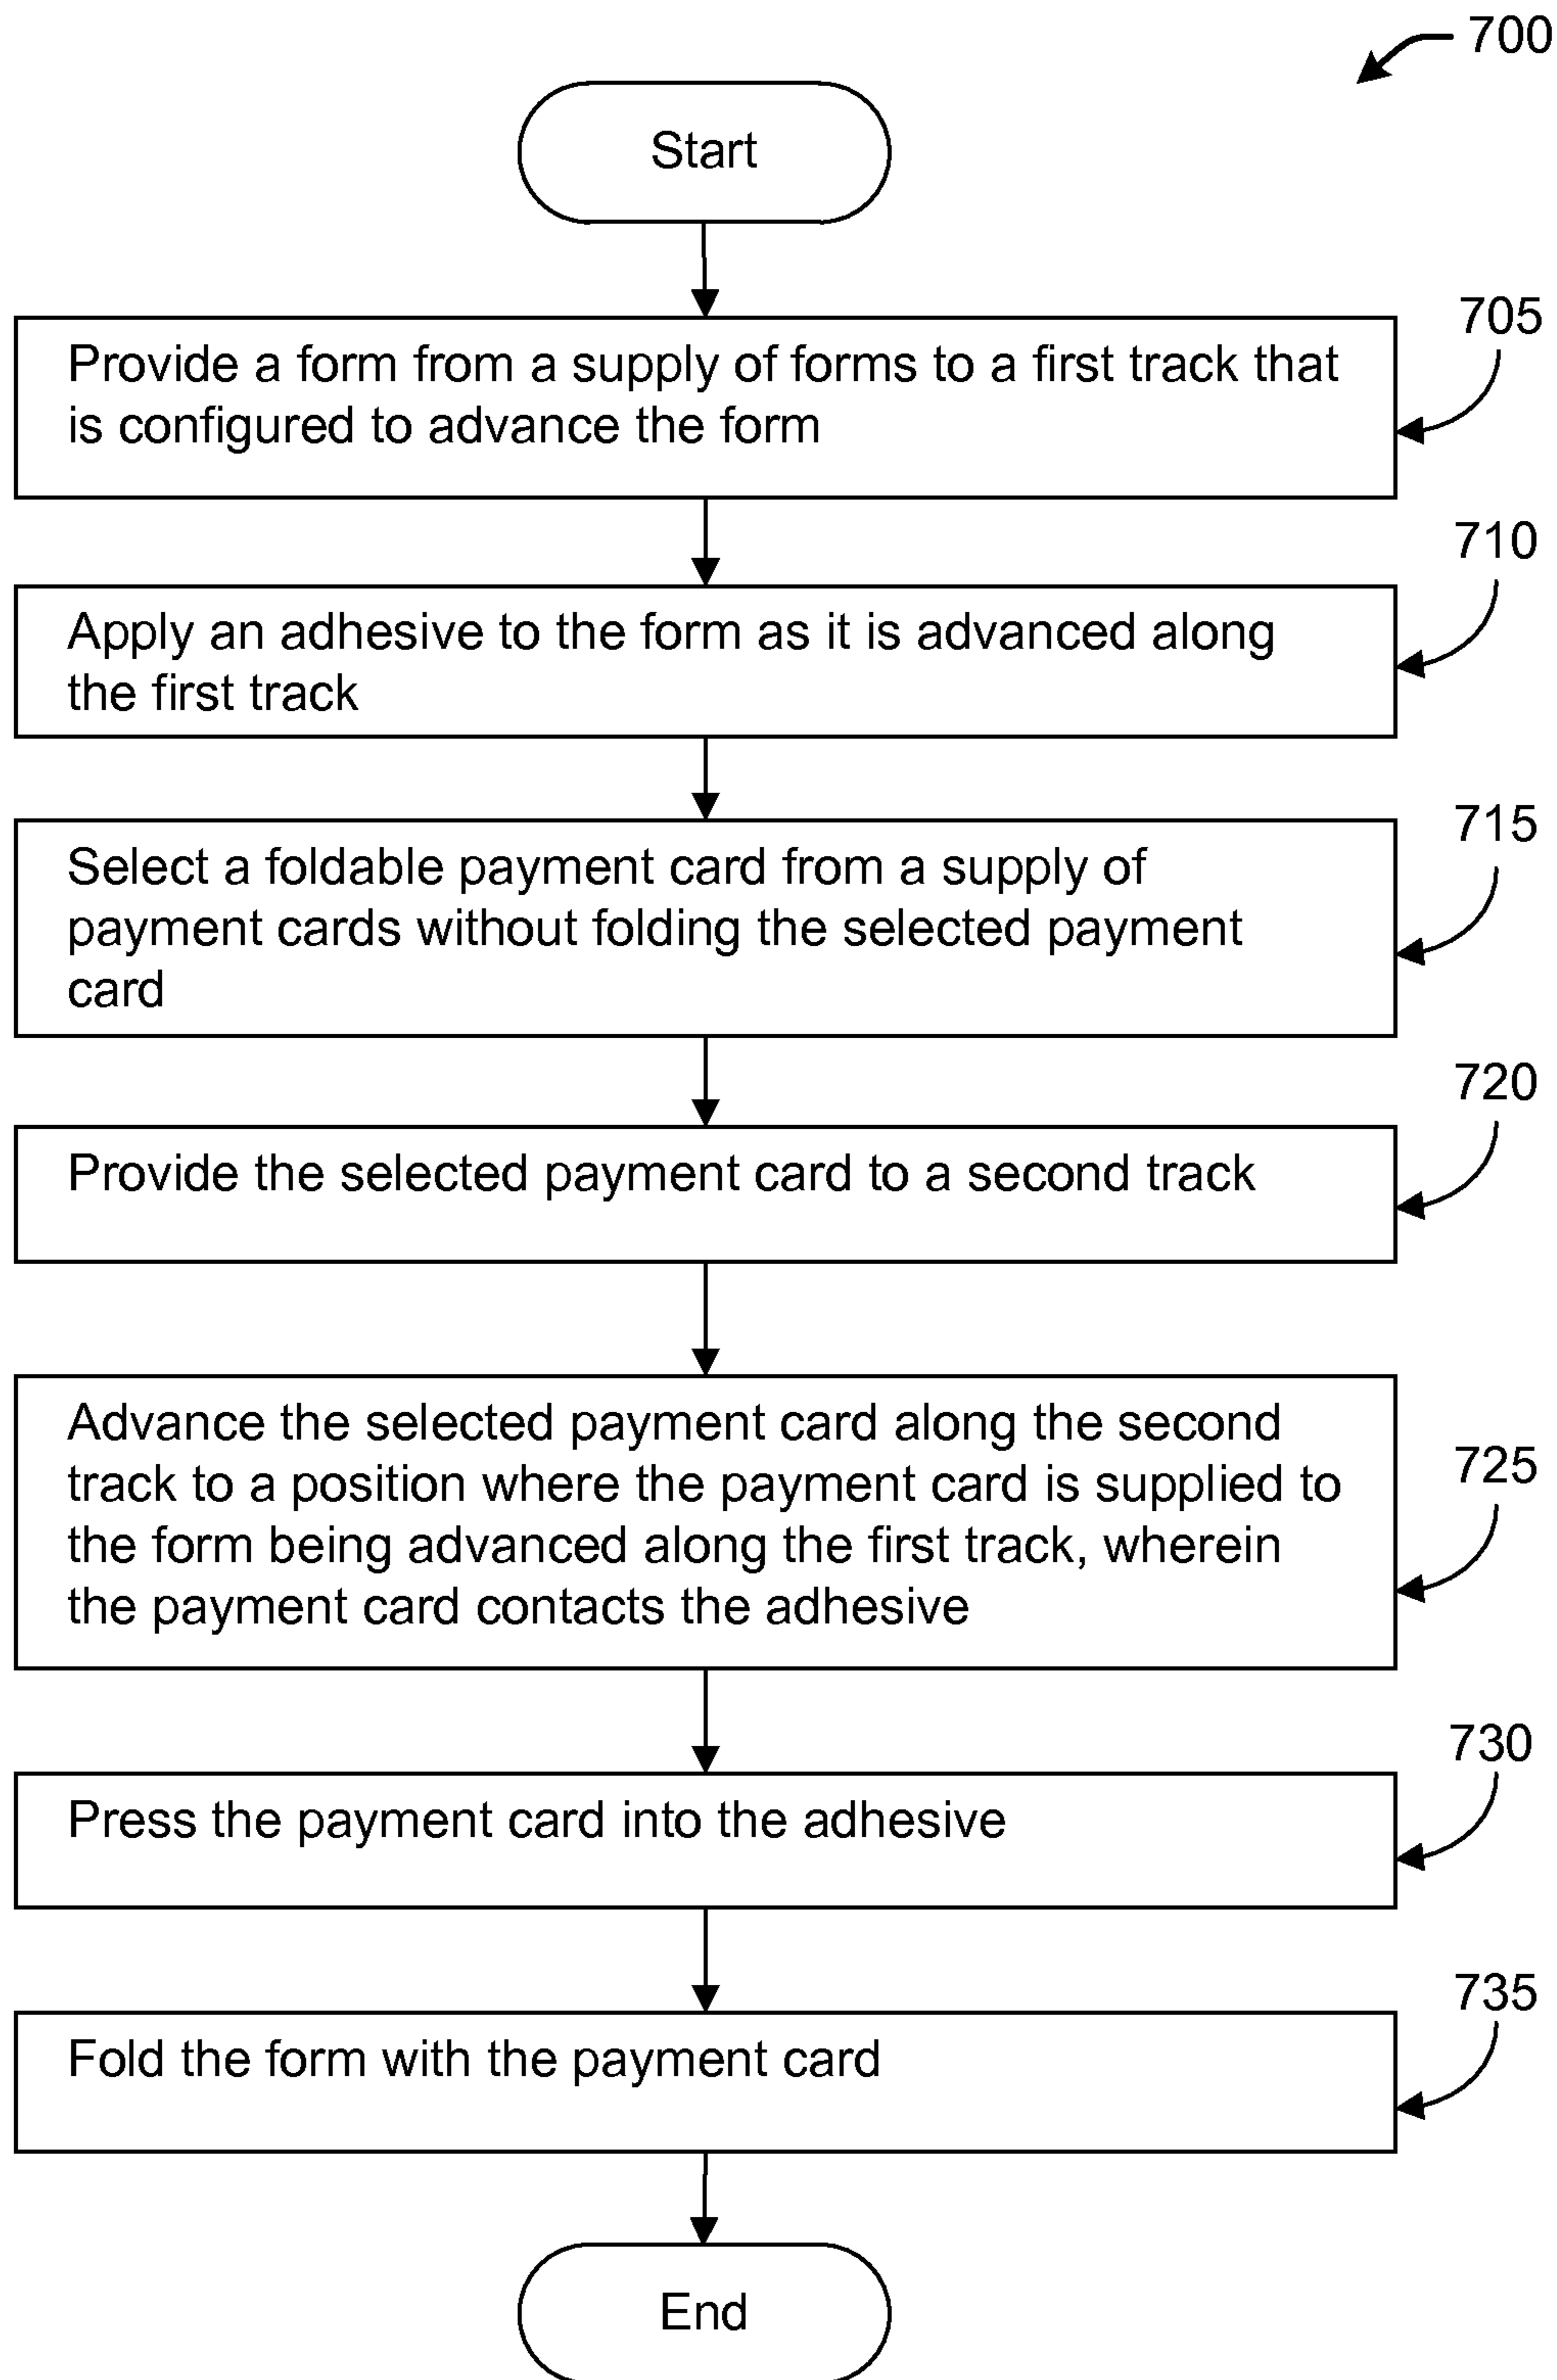 700
Start
705
Provide a form from a supply of forms to a first track that
is configured to advance the form
710
Apply an adhesive to the form as it is advanced along
the first track
715
Select a foldable payment card from a supply of
payment cards without folding the selected payment
card
720
Provide the selected payment card to a second track
Advance the selected payment card along the second
725
track to a position where the payment card is supplied to
the form being advanced along the first track, wherein
the payment card contacts the adhesive
730
Press the payment card into the adhesive
735
Fold the form with the payment card
End